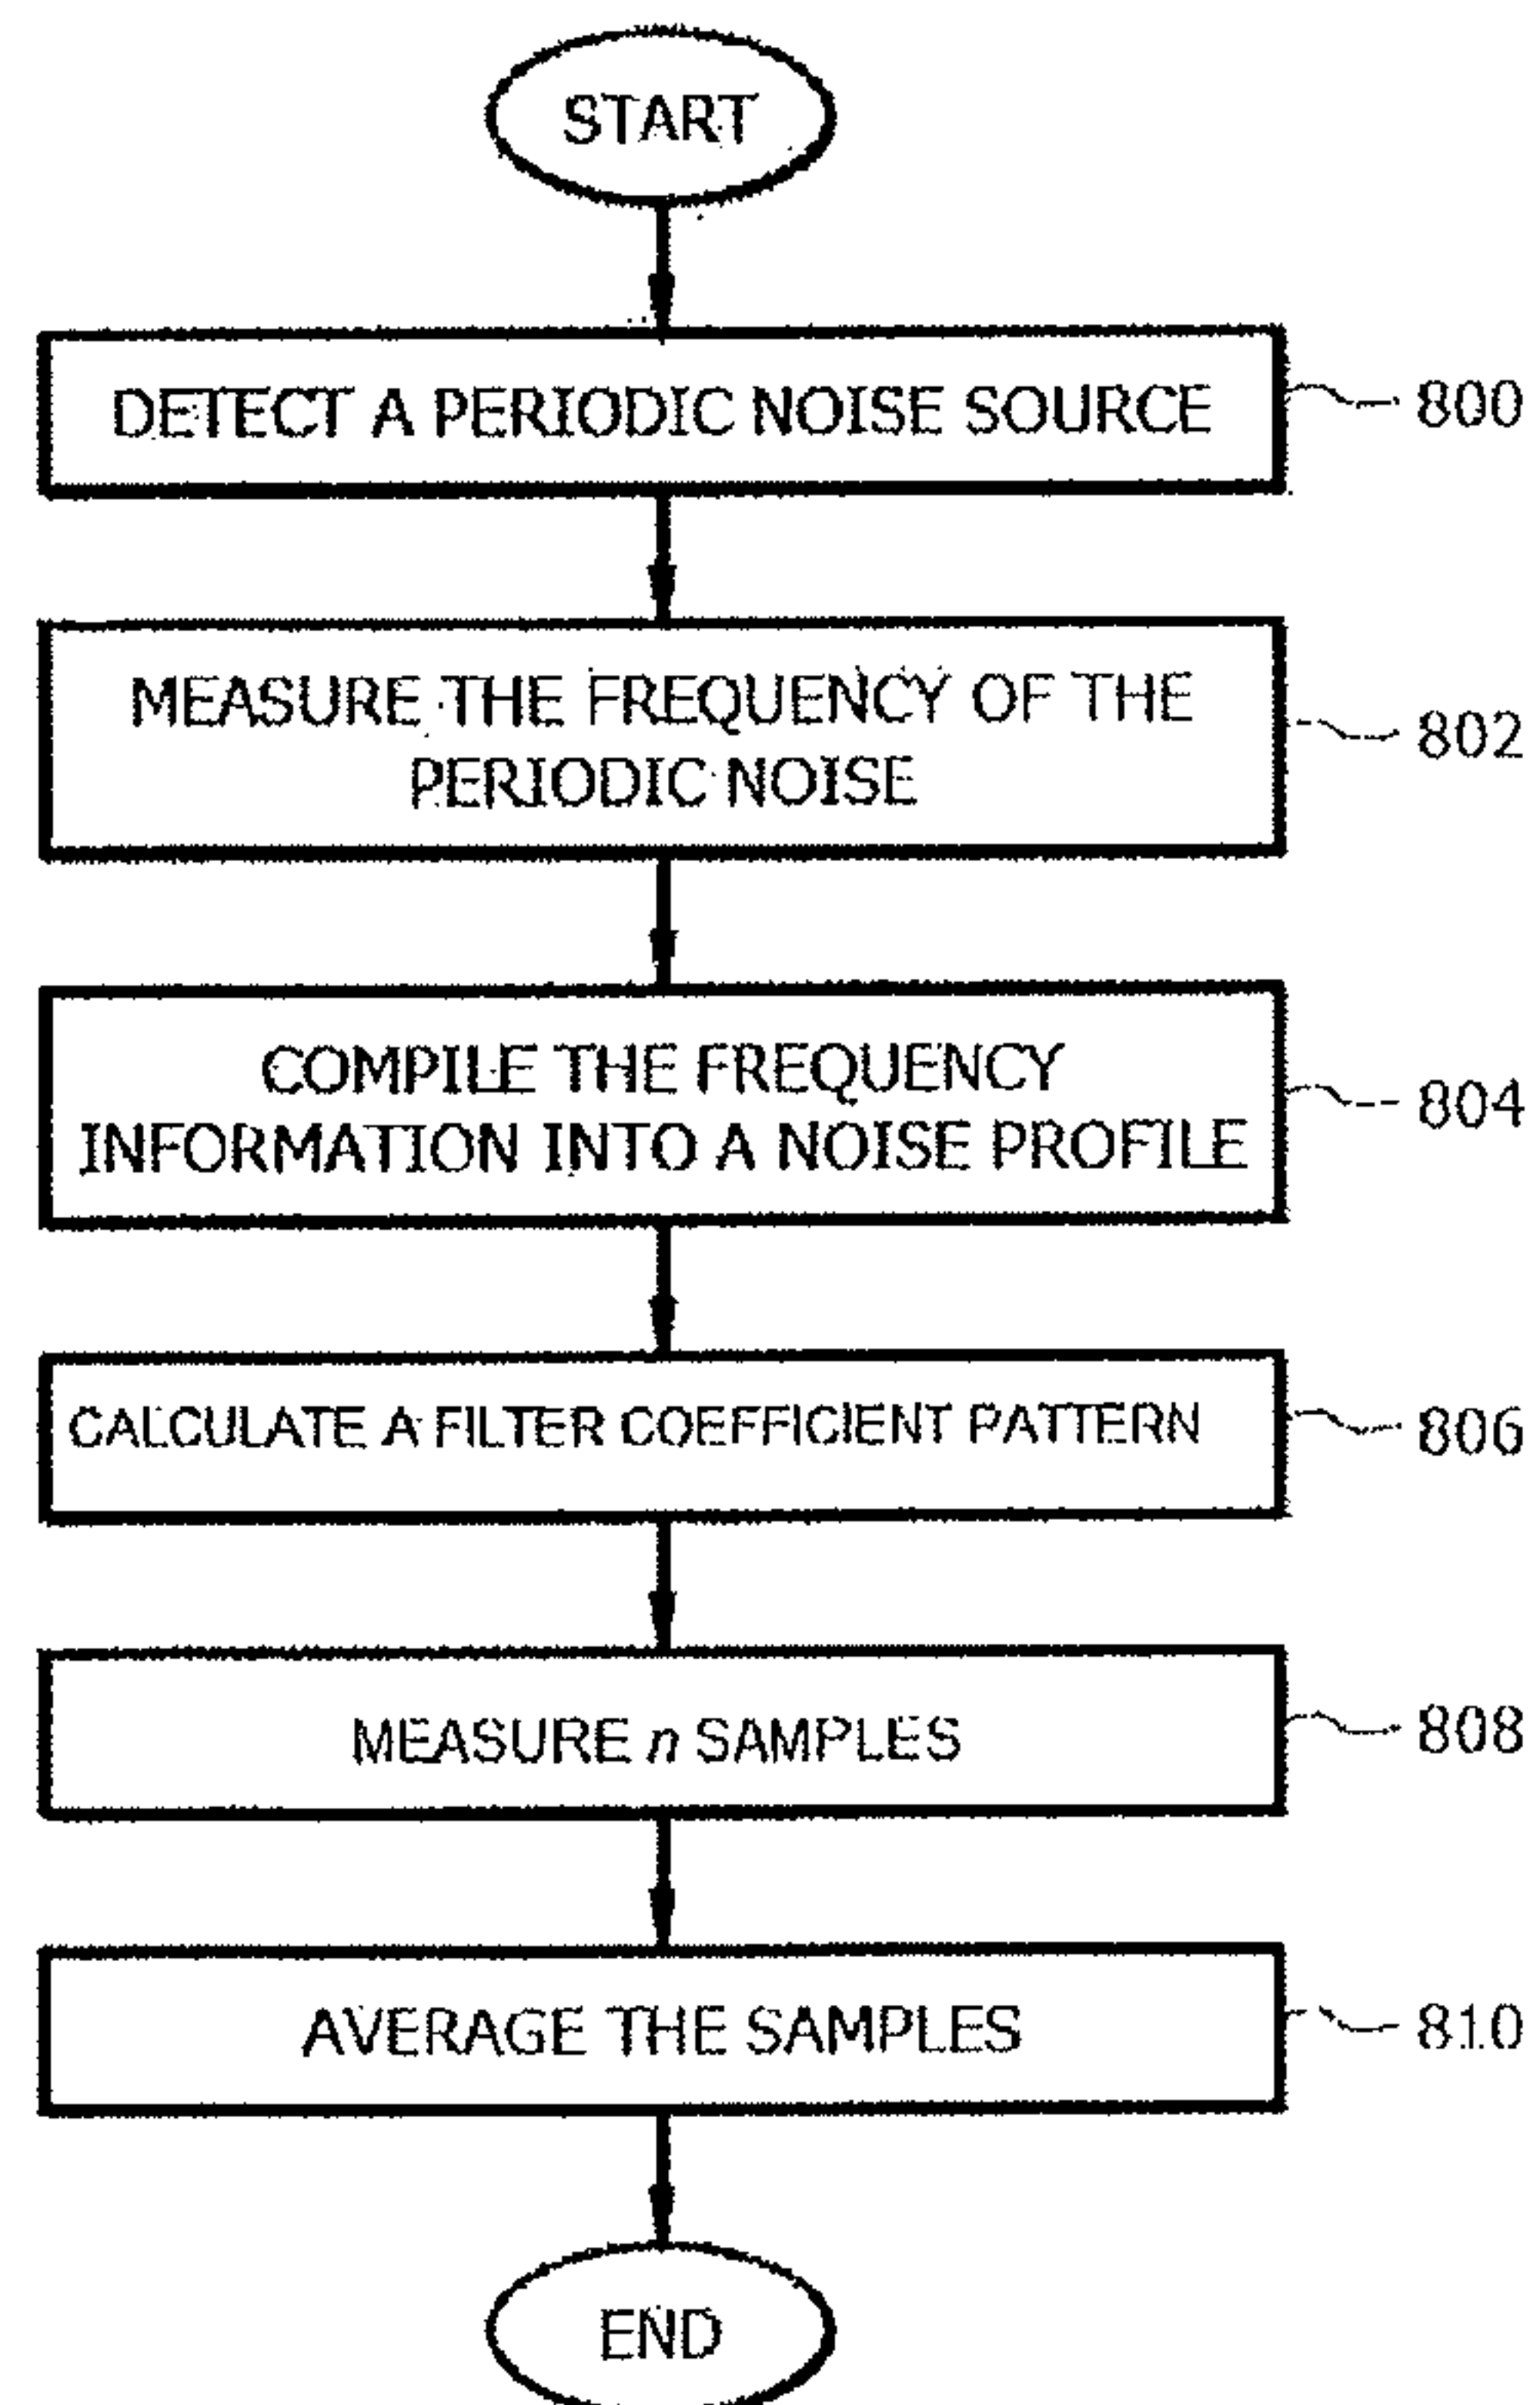 START
DETECT A PERIODIC NOISE SOURCE
800
MEASURE THE FREQUENCY OF THE
PERIODIC NOISE
802
COMPILE THE FREQUENCY
INFORMATION INTO A NOISE PROFILE
804
CALCULATE A FILTER COEFFICIENT PATTERN
806
MEASURE n SAMPLES
808
AVERAGE THE SAMPLES
810
END